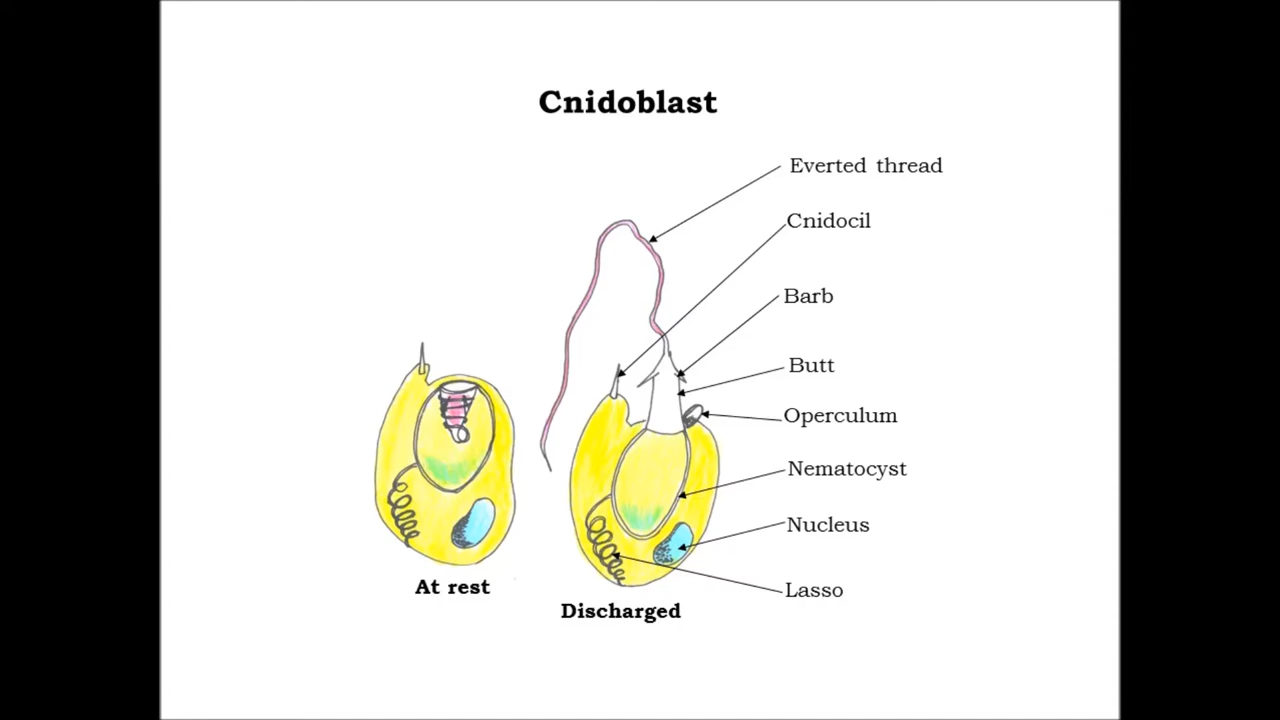 Cnidoblast
Everted thread
Cnidocil
Barb
Butt
Operculum
Nematocyst
Nucleus
Lasso
At rest
Discharged